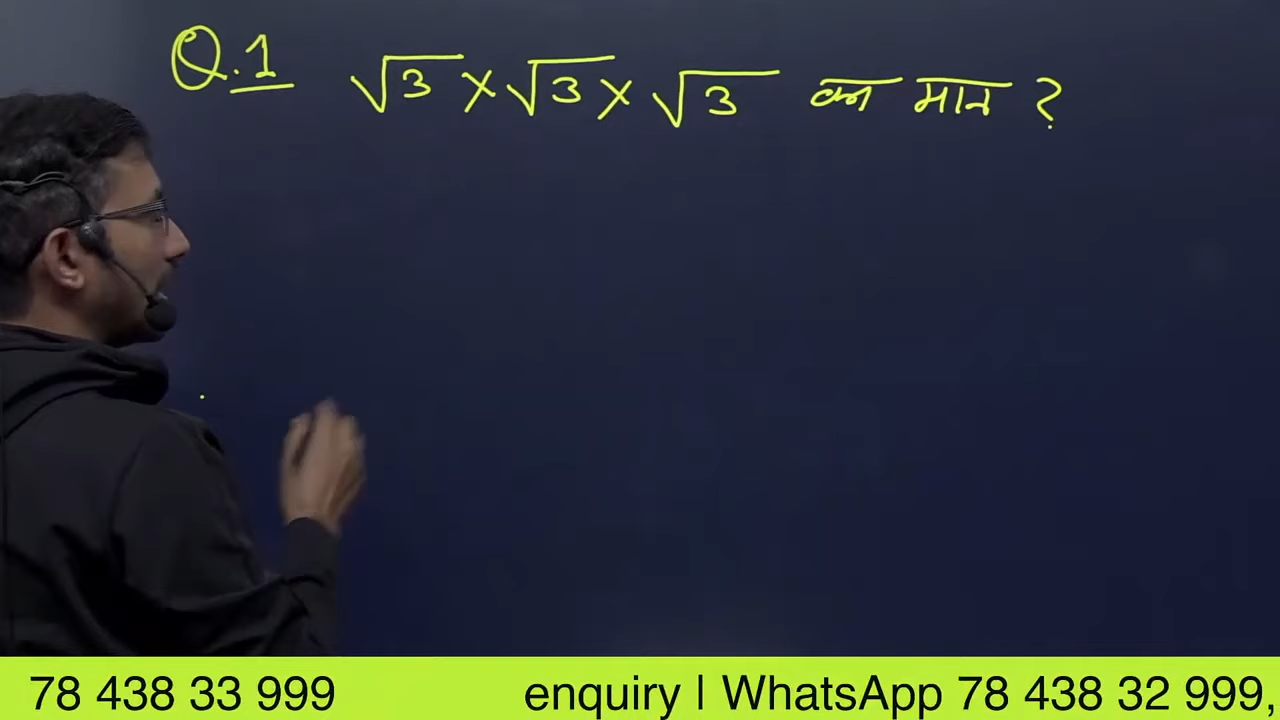 Q.1 √3 × √3 × √3 का मान ?
78 438 33 999 enquiry | WhatsApp 78 438 32 999,